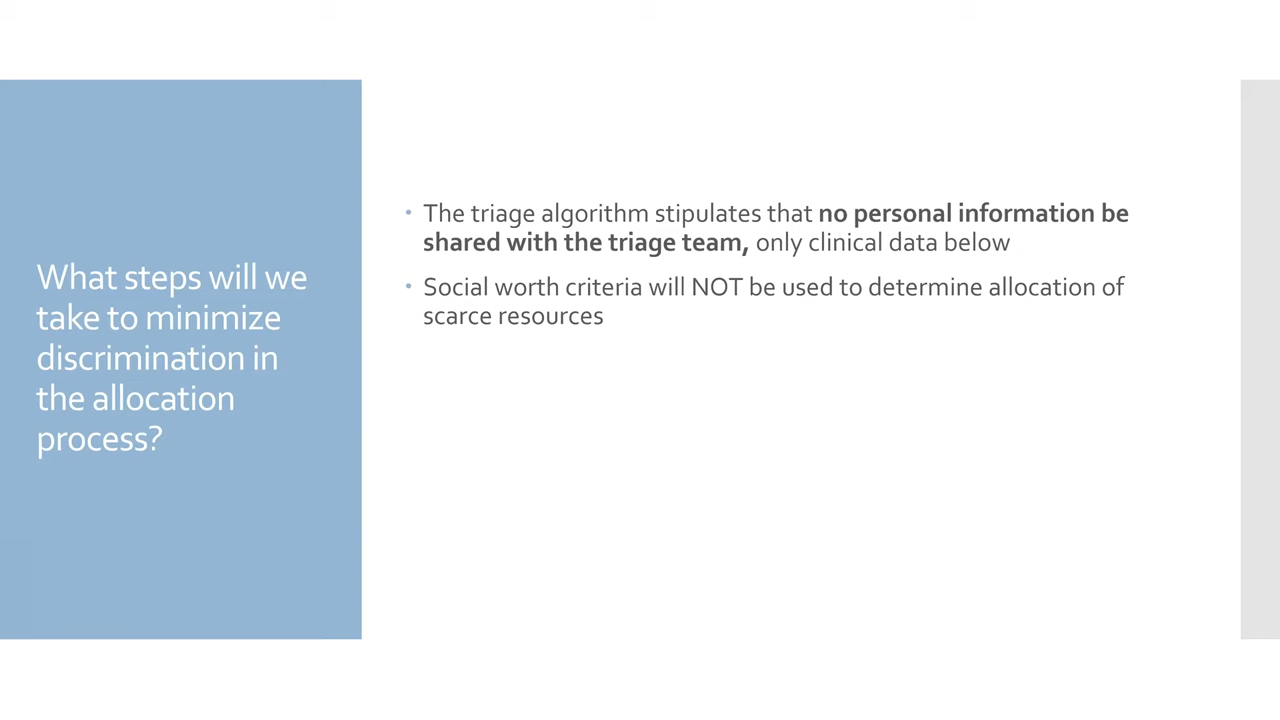 What steps will we
take to minimize
discrimination in
the allocation
process?
• The triage algorithm stipulates that no personal information be
shared with the triage team, only clinical data below
• Social worth criteria will NOT be used to determine allocation of
scarce resources